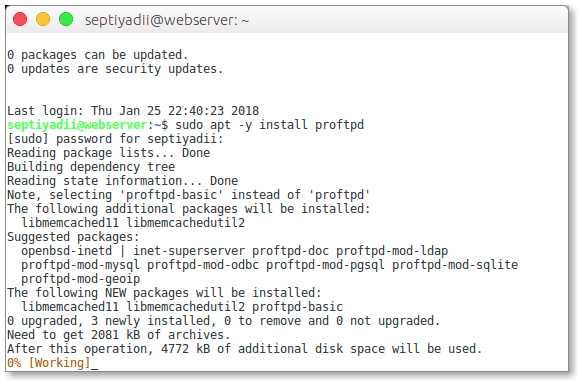 septiyadii@webserver: ~
0 packages can be updated.
0 updates are security updates.
Last login: Thu Jan 25 22:40:23 2018
septiyadii@webserver:~$ sudo apt -y install proftpd
[sudo] password for septiyadii:
Reading package lists... Done
Building dependency tree
Reading state information... Done
Note, selecting 'proftpd-basic' instead of 'proftpd'
The following additional packages will be installed:
  libmemcached11 libmemcachedutil2
Suggested packages:
  openbsd-inetd | inet-superserver proftpd-doc proftpd-mod-ldap
  proftpd-mod-mysql proftpd-mod-odbc proftpd-mod-pgsql proftpd-mod-sqlite
  proftpd-mod-geoip
The following NEW packages will be installed:
  libmemcached11 libmemcachedutil2 proftpd-basic
0 upgraded, 3 newly installed, 0 to remove and 0 not upgraded.
Need to get 2081 kB of archives.
After this operation, 4772 kB of additional disk space will be used.
0% [Working]